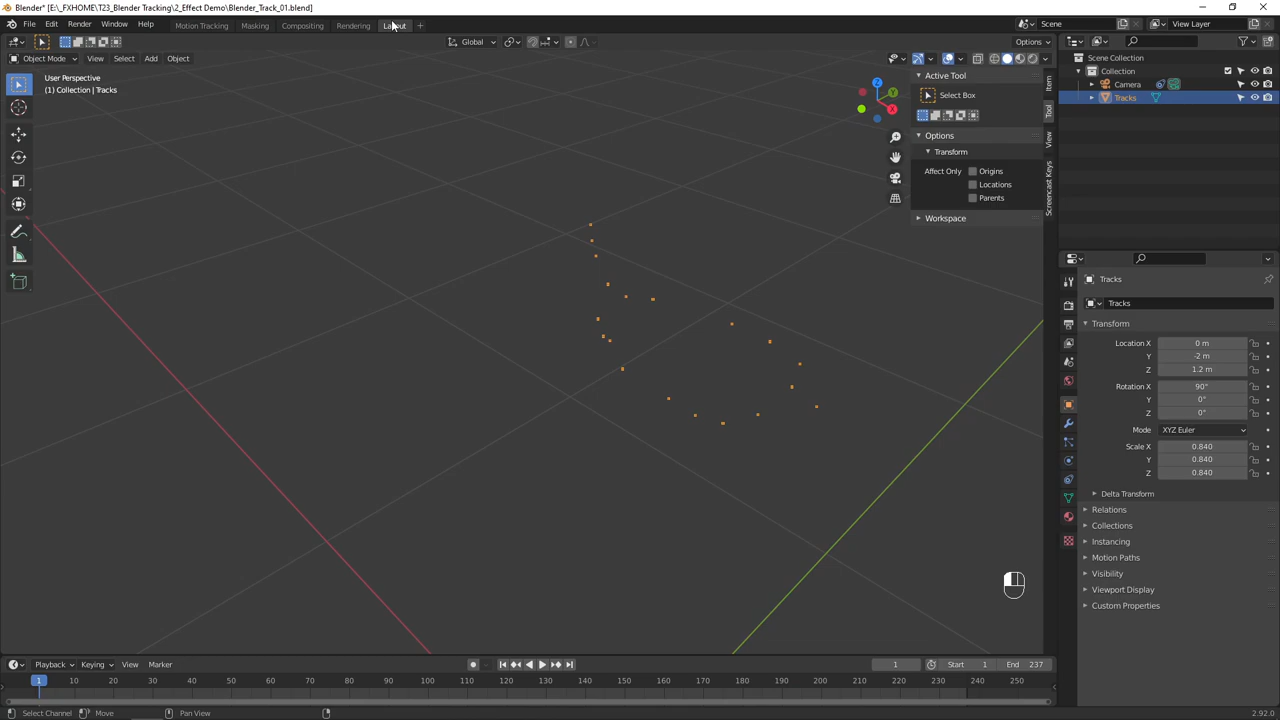 Blender* [E:\_FXHOME\T23_Blender Tracking\2_Effect Demo\Blender_Track_01.blend]
File Edit Render Window Help Motion Tracking Masking Compositing Rendering Layout + Scene View Layer
Global Options
Object Mode View Select Add Object
User Perspective
(1) Collection | Tracks
Z
Y
X
Active Tool
Select Box
Options
Transform
Affect Only Origins
Locations
Parents
Workspace
Item
Tool
View
Screencast Keys
Scene Collection
Collection
Camera
Tracks
Tracks
Tracks
Transform
Location X 0 m
Y -2 m
Z 1.2 m
Rotation X 90°
Y 0°
Z 0°
Mode XYZ Euler
Scale X 0.840
Y 0.840
Z 0.840
Delta Transform
Relations
Collections
Instancing
Motion Paths
Visibility
Viewport Display
Custom Properties
Playback Keying View Marker 1 Start 1 End 237
1 10 20 30 40 50 60 70 80 90 100 110 120 130 140 150 160 170 180 190 200 210 220 230 240 250
Select Channel Move Pan View 2.92.0